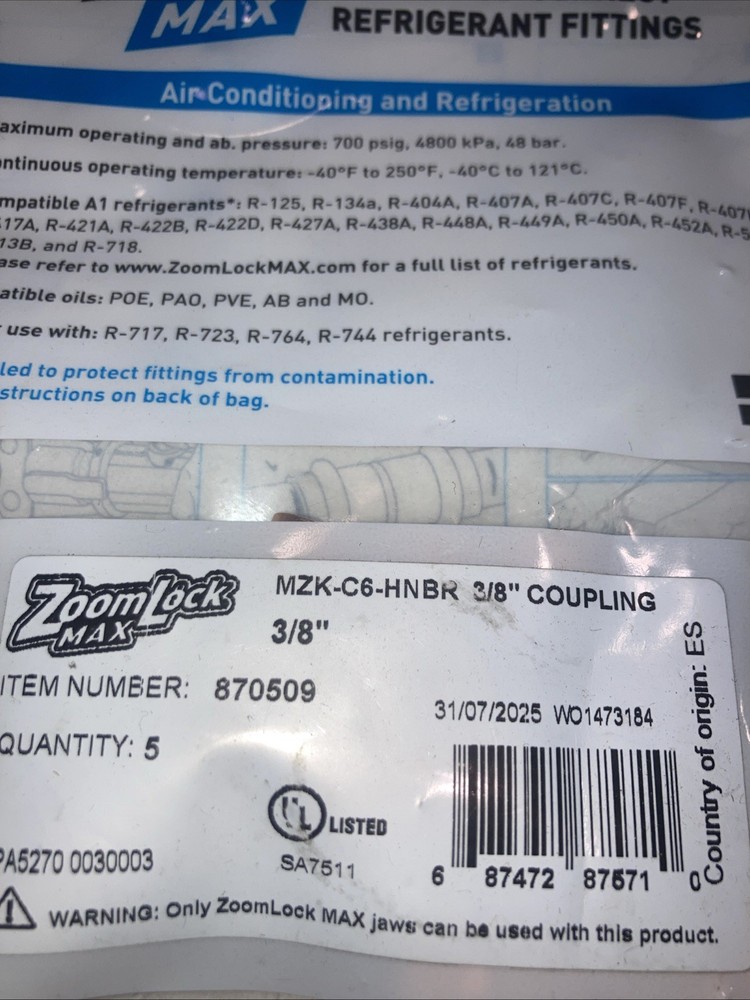 MAX
REFRIGERANT FITTINGS
Air Conditioning and Refrigeration
aximum operating and ab. pressure: 700 psig, 4800 kPa, 48 bar.
ntinuous operating temperature: -40°F to 250°F, -40°C to 121°C.
mpatible A1 refrigerants*: R-125, R-134a, R-404A, R-407A, R-407C, R-407F, R-407
17A, R-421A, R-422B, R-422D, R-427A, R-438A, R-448A, R-449A, R-450A, R-452A, R-5
13B, and R-718.
ase refer to www.ZoomLockMAX.com for a full list of refrigerants.
atible oils: POE, PAO, PVE, AB and MO.
use with: R-717, R-723, R-764, R-744 refrigerants.
led to protect fittings from contamination.
structions on back of bag.
ZoomLock
MAX
MZK-C6-HNBR 3/8" COUPLING
3/8"
ITEM NUMBER: 870509
31/07/2025 WO1473184
QUANTITY: 5
Country of origin: ES
UL LISTED
SA7511
PA5270 0030003
6 87472 87571 0
WARNING: Only ZoomLock MAX jaws can be used with this product.